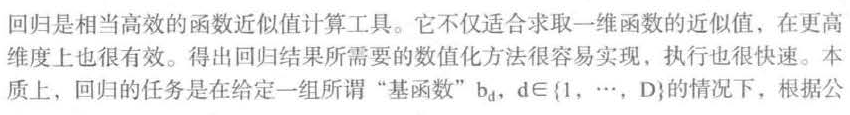 回归是相当高效的函数近似值计算工具。它不仅适合求取一维函数的近似值，在更高
维度上也很有效。得出回归结果所需要的数值化方法很容易实现，执行也很快速。本
质上，回归的任务是在给定一组所谓“基函数”b_d，d∈{1，…，D}的情况下，根据公